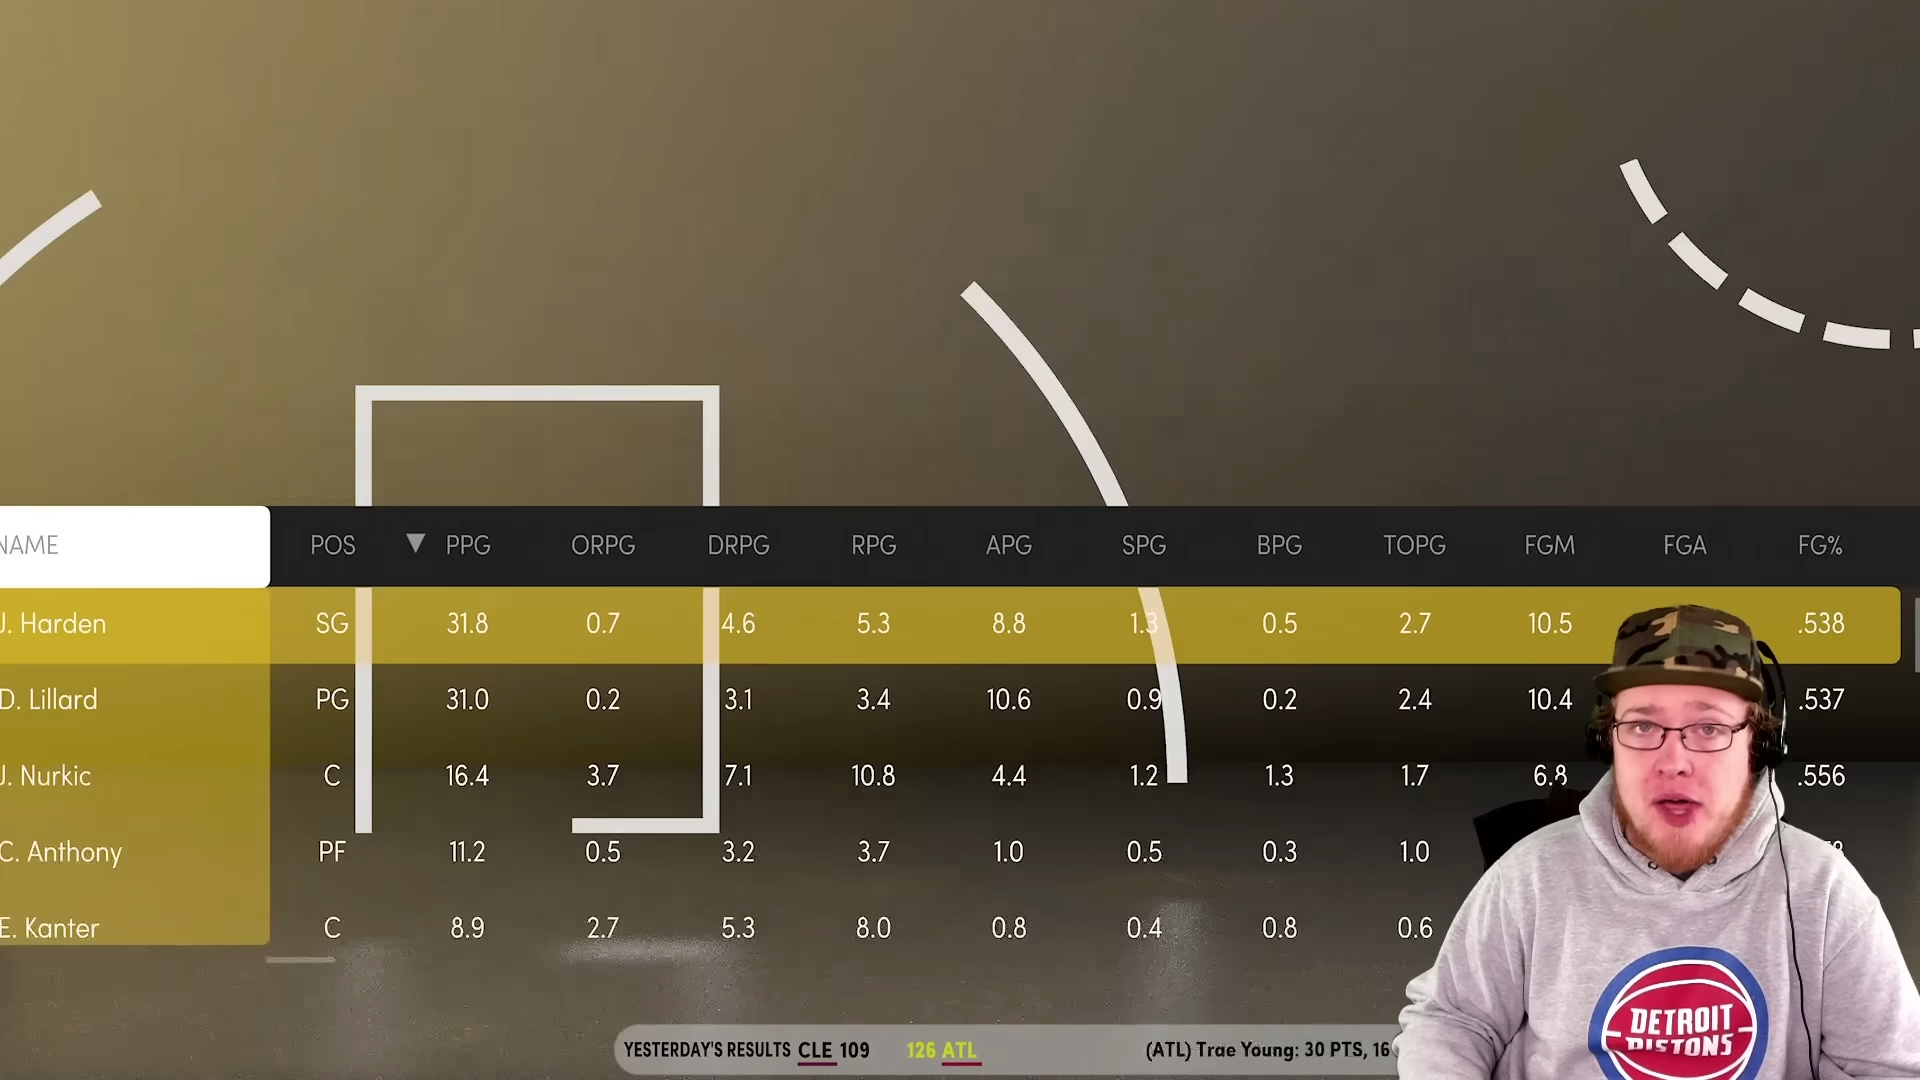 NAME POS ▼ PPG ORPG DRPG RPG APG SPG BPG TOPG FGM FGA FG%
J. Harden SG 31.8 0.7 4.6 5.3 8.8 1.3 0.5 2.7 10.5 .538
D. Lillard PG 31.0 0.2 3.1 3.4 10.6 0.9 0.2 2.4 10.4 .537
J. Nurkic C 16.4 3.7 7.1 10.8 4.4 1.2 1.3 1.7 6.8 .556
C. Anthony PF 11.2 0.5 3.2 3.7 1.0 0.5 0.3 1.0
E. Kanter C 8.9 2.7 5.3 8.0 0.8 0.4 0.8 0.6
YESTERDAY'S RESULTS CLE 109 126 ATL (ATL) Trae Young: 30 PTS, 16
DETROIT
PISTONS